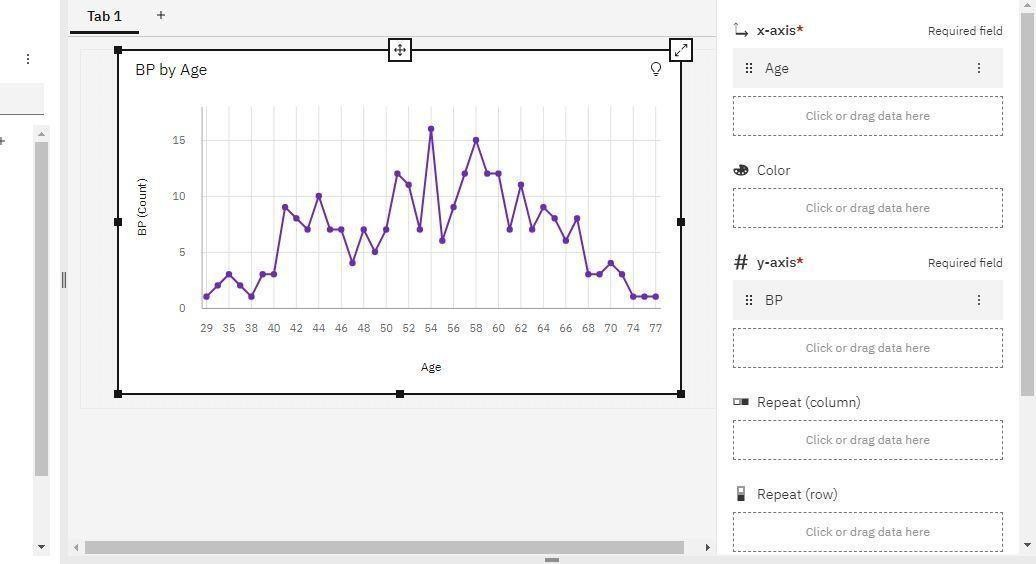 Tab 1
BP by Age
15
10
5
0
BP (Count)
29 35 38 40 42 44 46 48 50 52 54 56 58 60 62 64 66 68 70 74 77
Age
x-axis* Required field
Age
Click or drag data here
Color
Click or drag data here
# y-axis* Required field
BP
Click or drag data here
Repeat (column)
Click or drag data here
Repeat (row)
Click or drag data here